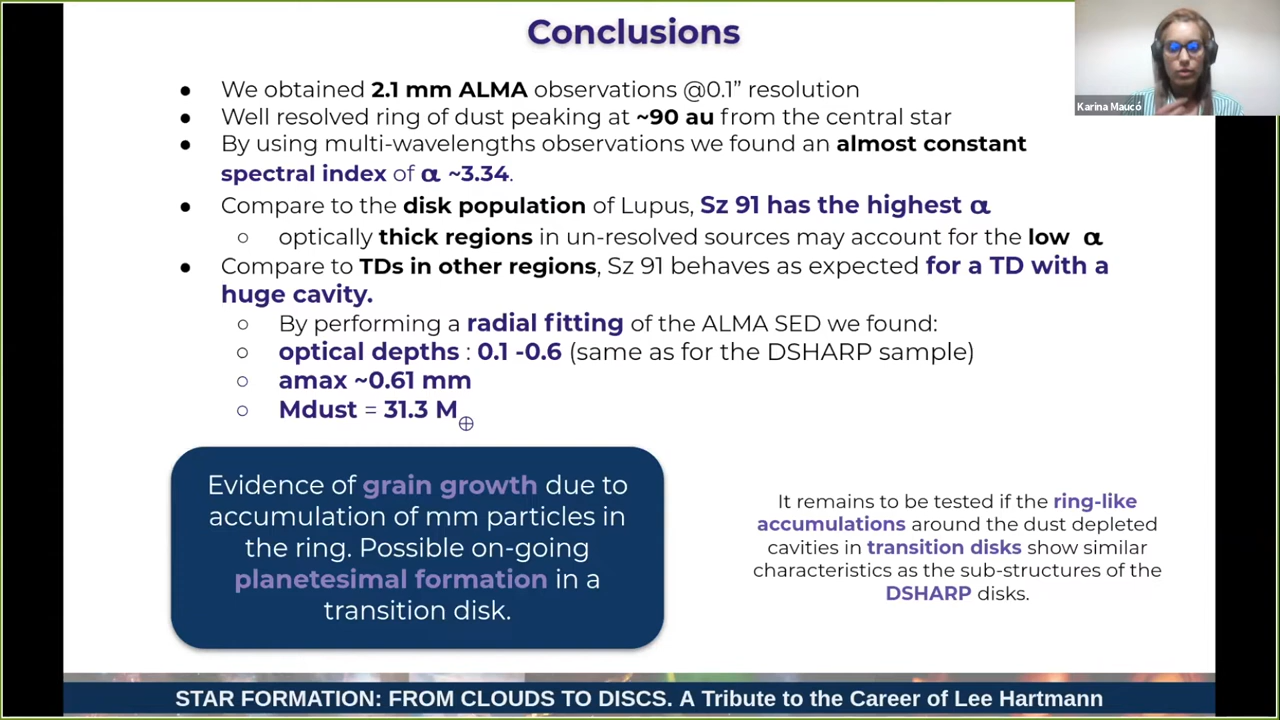 Conclusions
Karina Maucó
● We obtained 2.1 mm ALMA observations @0.1” resolution
● Well resolved ring of dust peaking at ~90 au from the central star
● By using multi-wavelengths observations we found an almost constant
spectral index of α ~3.34.
● Compare to the disk population of Lupus, Sz 91 has the highest α
○ optically thick regions in un-resolved sources may account for the low α
● Compare to TDs in other regions, Sz 91 behaves as expected for a TD with a
huge cavity.
○ By performing a radial fitting of the ALMA SED we found:
○ optical depths : 0.1 -0.6 (same as for the DSHARP sample)
○ amax ~0.61 mm
○ Mdust = 31.3 M⊕
Evidence of grain growth due to
accumulation of mm particles in
the ring. Possible on-going
planetesimal formation in a
transition disk.
It remains to be tested if the ring-like
accumulations around the dust depleted
cavities in transition disks show similar
characteristics as the sub-structures of the
DSHARP disks.
STAR FORMATION: FROM CLOUDS TO DISCS. A Tribute to the Career of Lee Hartmann